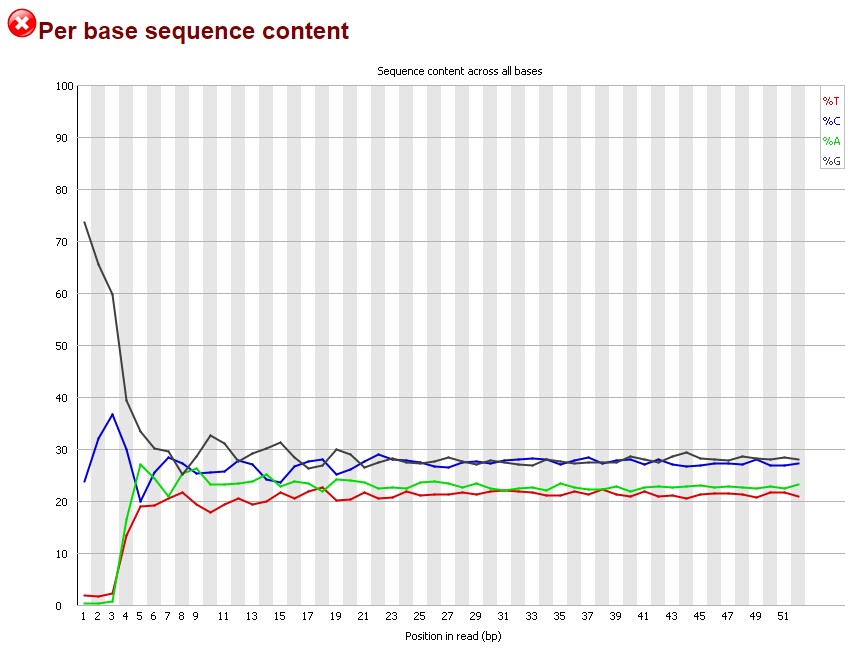 Per base sequence content
Sequence content across all bases
100
90
80
70
60
50
40
30
20
10
0
%T
%C
%A
%G
1 2 3 4 5 6 7 8 9 11 13 15 17 19 21 23 25 27 29 31 33 35 37 39 41 43 45 47 49 51
Position in read (bp)